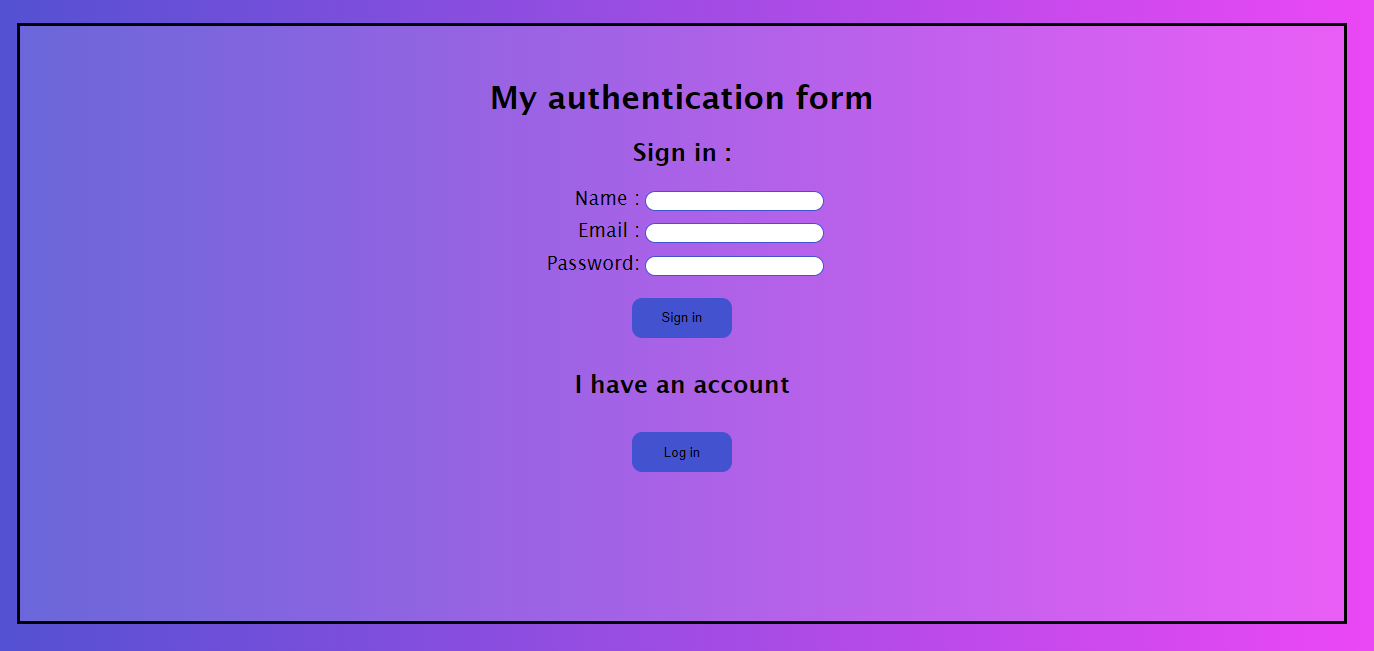 My authentication form
Sign in :
Name :
Email :
Password:
Sign in
I have an account
Log in